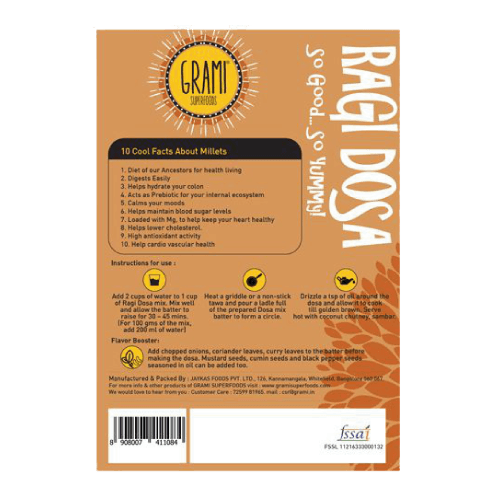 GRAMI
SUPERFOODS
RAGI DOSA
So Good... So Yummy!
10 Cool Facts About Millets
1. Diet of our Ancestors for health living
2. Digests Easily
3. Helps hydrate your colon
4. Acts as Prebiotic for your internal ecosystem
5. Calms your moods
6. Helps maintain blood sugar levels
7. Loaded with Mg, to help keep your heart healthy
8. Helps lower cholesterol.
9. High antioxidant activity
10. Help cardio vascular health
Instructions for use :
Add 2 cups of water to 1 cup
of Ragi Dosa mix. Mix well
and allow the batter to
raise for 30 - 45 mins.
(For 100 gms of the mix,
add 200 ml of water)
Heat a griddle or a non-stick
tawa and pour a ladle full
of the prepared Dosa mix
batter to form a circle.
Drizzle a tsp of oil around the
dosa and allow it to cook
till golden brown. Serve
hot with coconut chutney, sambar.
Flavor Booster:
Add chopped onions, coriander leaves, curry leaves to the batter before
making the dosa. Mustard seeds, cumin seeds and black pepper seeds
seasoned in oil can be added too.
Manufactured & Packed By : JAYKAS FOODS PVT. LTD., 126, Kannamangala, Whitefield, Bangalore 560 067.
For more info & other products of GRAMI SUPERFOODS visit : www.gramisuperfoods.com
We would love to hear from you : Customer Care : 72599 81965. mail : csr@grami.in
8 908007 411084
fssai
FSSL 11216333000132